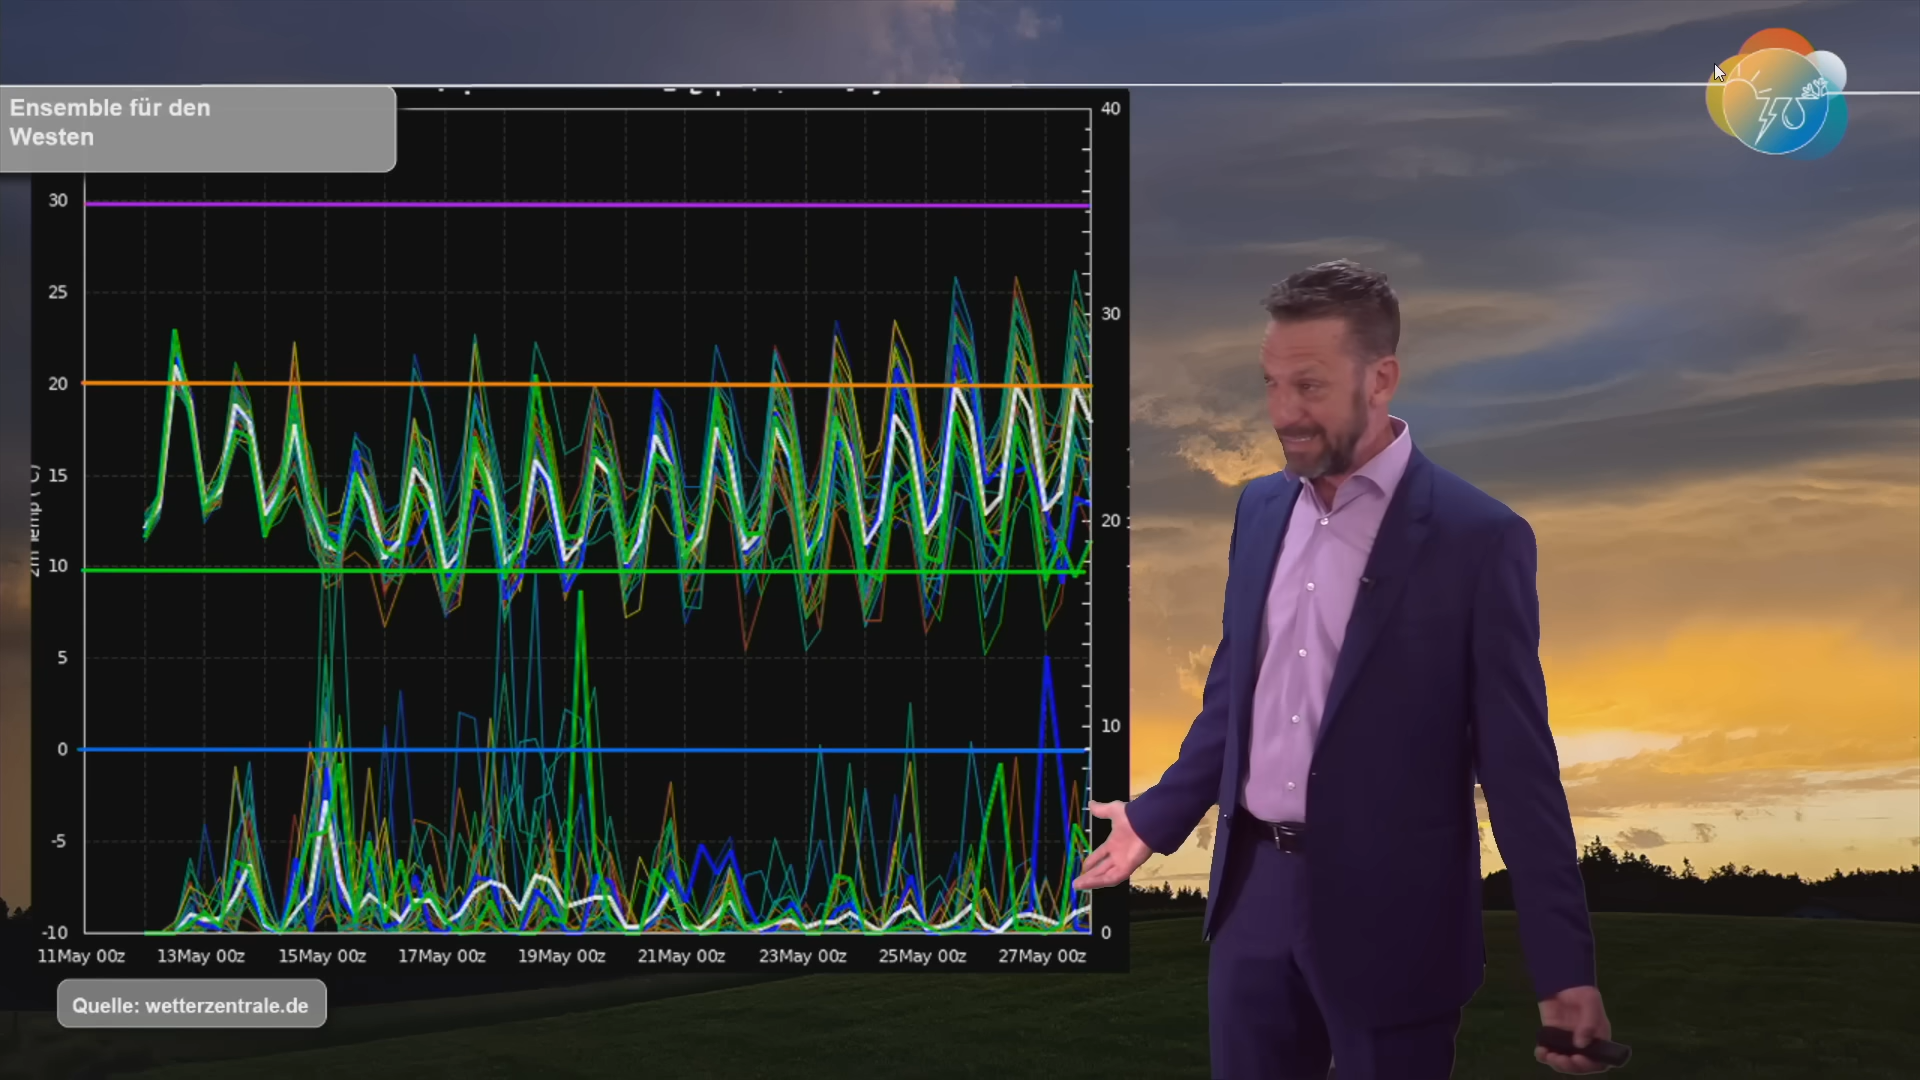 Ensemble für den
Westen
40
30
25
30
20
15
20
10
5
10
0
-5
-10
0
2m Temp (°C)
11May 00z 13May 00z 15May 00z 17May 00z 19May 00z 21May 00z 23May 00z 25May 00z 27May 00z
Quelle: wetterzentrale.de